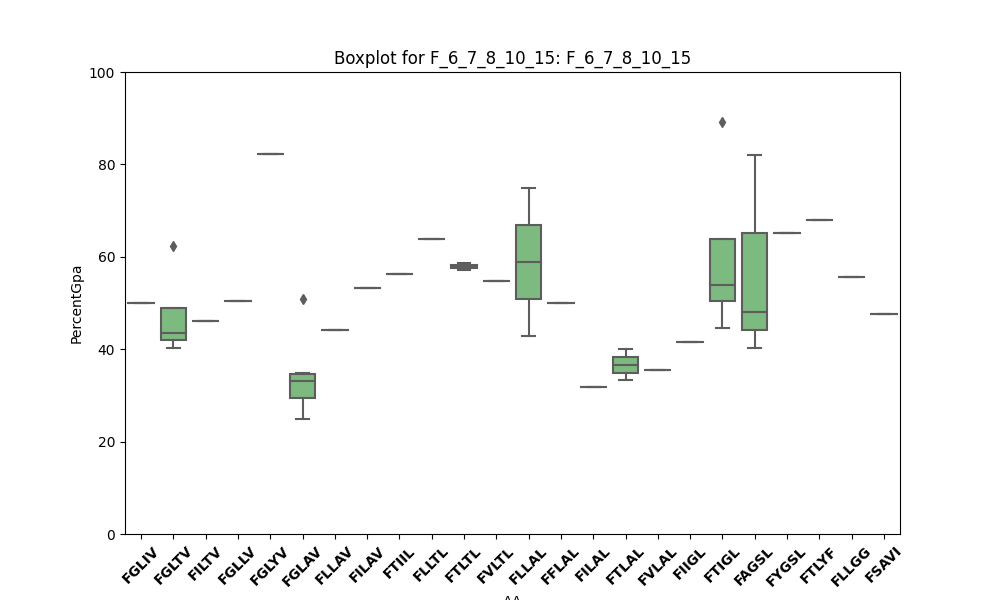 Boxplot for F_6_7_8_10_15: F_6_7_8_10_15
100
80
60
40
20
0
PercentGpa
FGLIV
FGLTV
FILTV
FGLLV
FGLYV
FGLAV
FLLAV
FILAV
FTIIL
FLLTL
FTLTL
FVLTL
FLLAL
FFLAL
FILAL
FTLAL
FVLAL
FIIGL
FTIGL
FAGSL
FYGSL
FTLYF
FLLGG
FSAVI